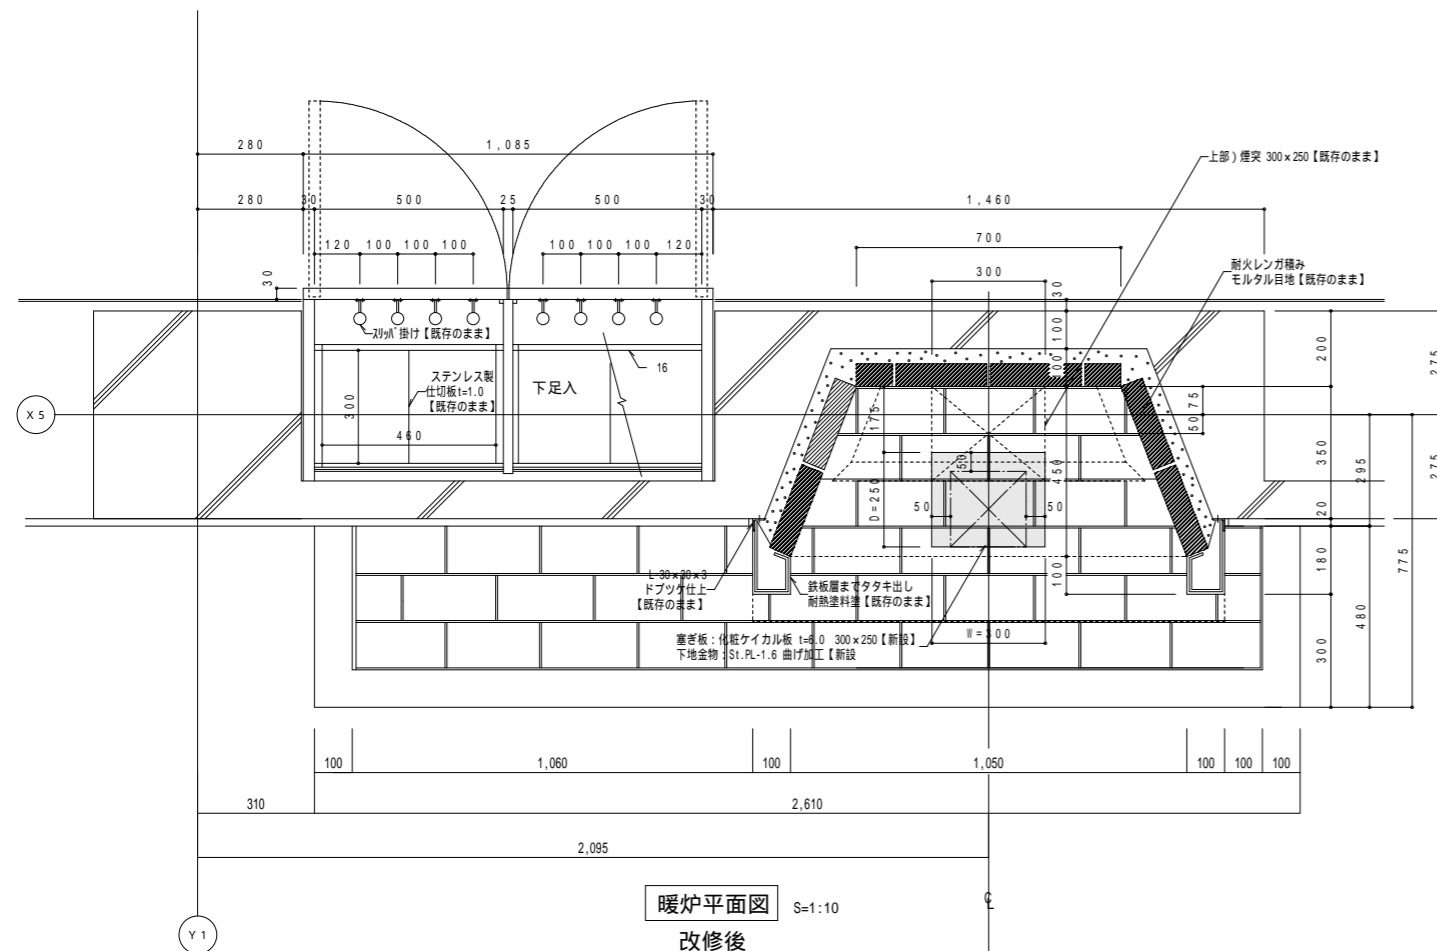 280
1,085
上部）煙突 300×250【既存のまま】
280
30
500
25
500
30
1,460
120
100
100
100
100
100
100
120
700
耐火レンガ積み
モルタル目地【既存のまま】
30
300
30
100
200
275
ｽﾘｯﾊﾟ掛け【既存のまま】
16
ステンレス製
仕切板t=1.0
【既存のまま】
下足入
300
460
X5
175
75
50
350
295
275
50
450
D=250
50
50
20
180
775
480
100
300
L-30×30×3
ドブヅケ仕上
【既存のまま】
鉄板層までタタキ出し
耐熱塗料塗【既存のまま】
塞ぎ板：化粧ケイカル板 t=6.0 300×250【新設】
下地金物：St.PL-1.6 曲げ加工【新設
W=300
100
1,060
100
1,050
100
100
100
310
2,610
2,095
暖炉平面図
S=1:10
改修後
Y1